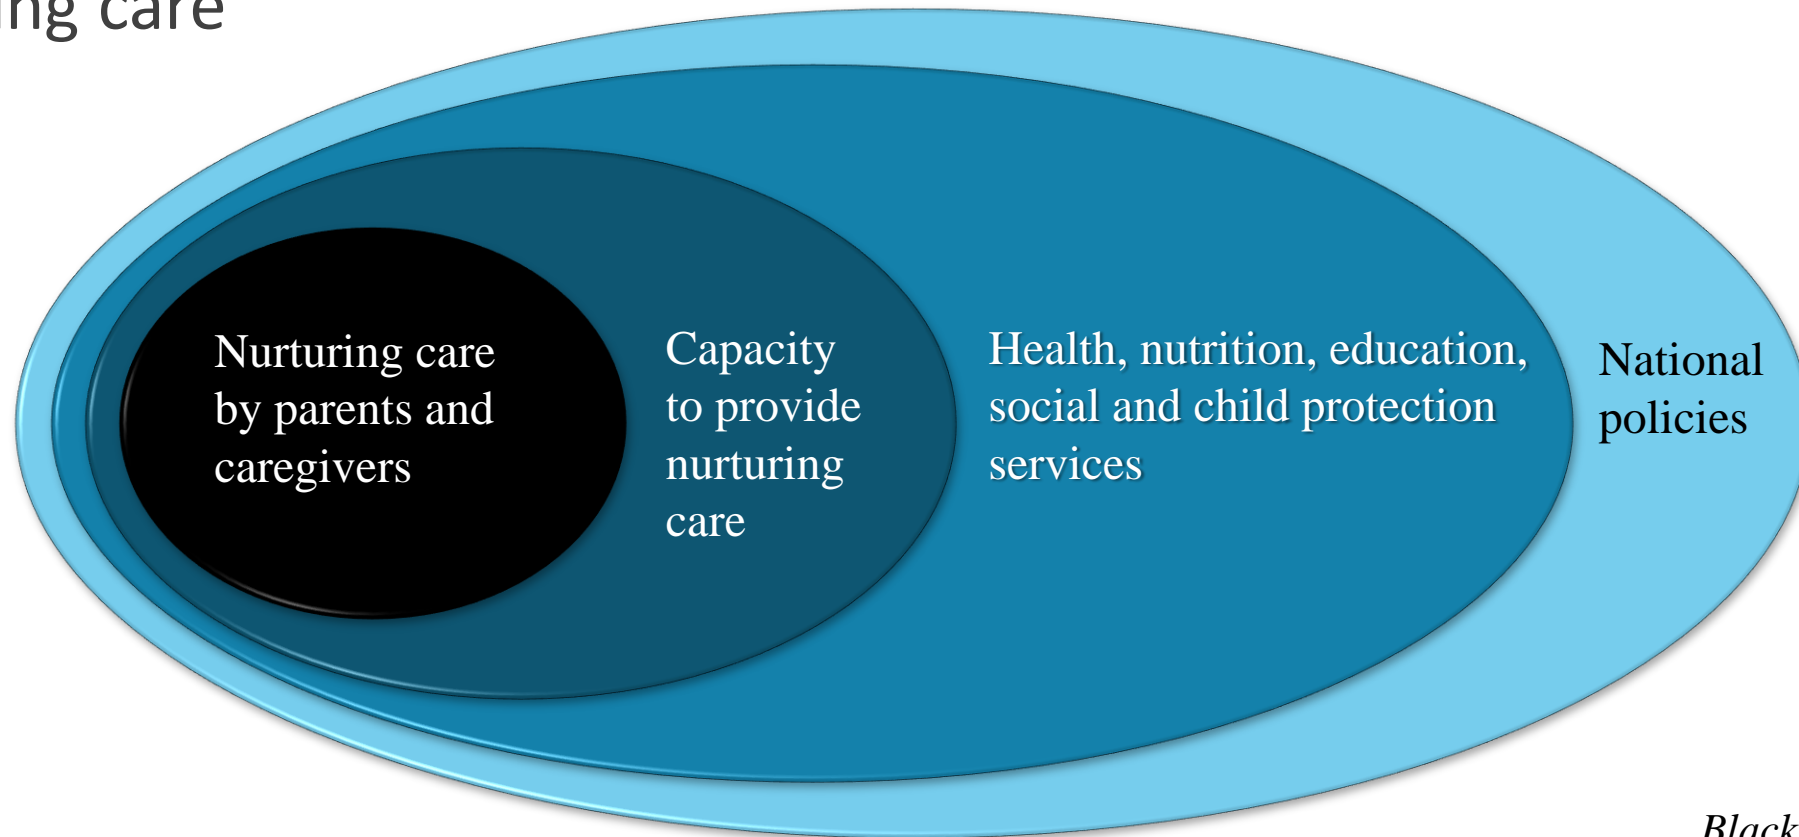 ing care
Nurturing care
by parents and
caregivers
Capacity
to provide
nurturing
care
Health, nutrition, education,
social and child protection
services
National
policies
Black